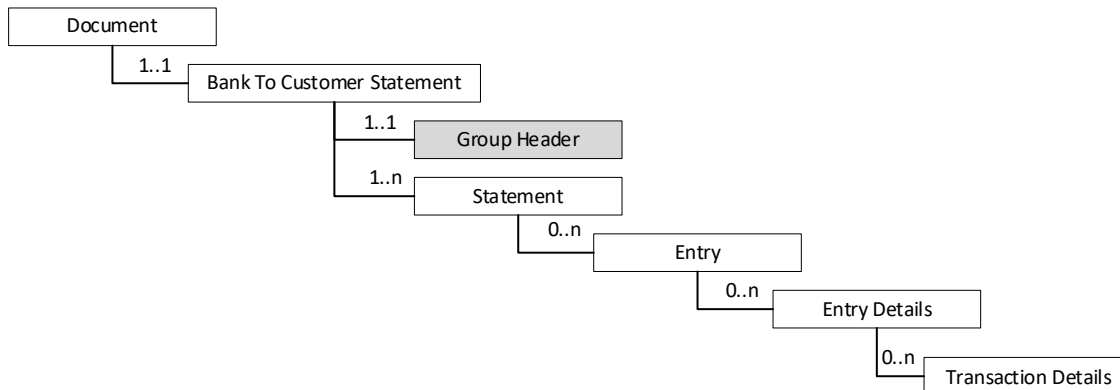 Document
1..1
Bank To Customer Statement
1..1
Group Header
1..n
Statement
0..n
Entry
0..n
Entry Details
0..n
Transaction Details